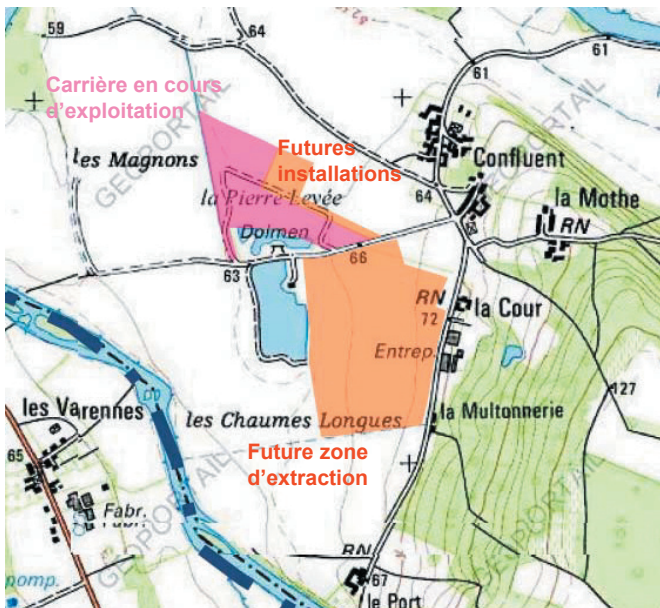 59
64
61
61
Carrière en cours
d'exploitation
GEOPORTAIL
GEOPORTAIL
les Magnons
Futures
installations
Confluent
la Pierre Levée
64
58
la Mothe
RN
Dolmen
66
63
RN
72
la Cour
Entrep.
127
les Varennes
les Chaumes Longues
la Multonnerie
Future zone
d'extraction
65
GEOPORTAIL
GEOPORTAIL
Fabr.
RN
pomp.
67
le Port